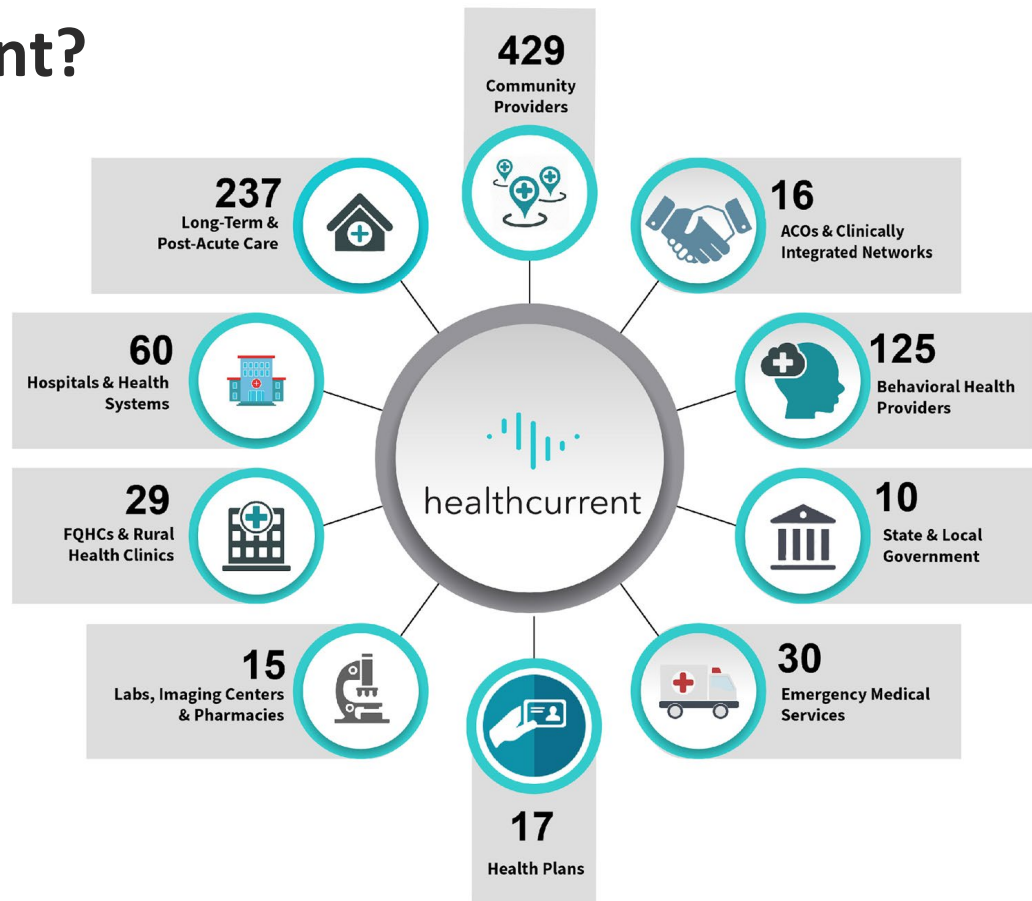 nt?
429
Community
Providers
16
ACOs & Clinically
Integrated Networks
125
Behavioral Health
Providers
10
State & Local
Government
30
Emergency Medical
Services
17
Health Plans
15
Labs, Imaging Centers
& Pharmacies
29
FQHCs & Rural
Health Clinics
60
Hospitals & Health
Systems
237
Long-Term &
Post-Acute Care
healthcurrent